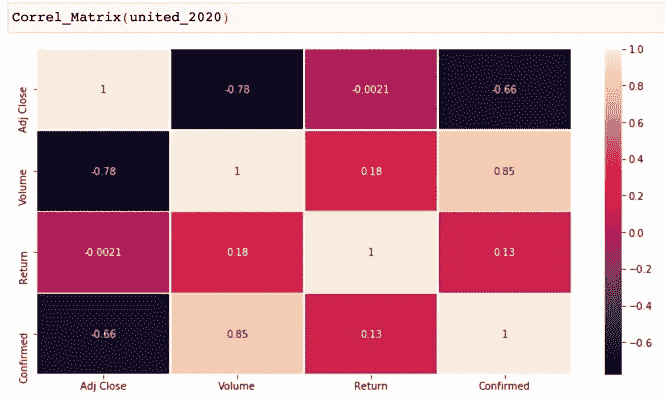 Correl_Matrix(united_2020)
Adj Close
1
-0.78
-0.0021
-0.66
Volume
-0.78
1
0.18
0.85
Return
-0.0021
0.18
1
0.13
Confirmed
-0.66
0.85
0.13
1
Adj Close
Volume
Return
Confirmed
1.0
0.8
0.6
0.4
0.2
0.0
-0.2
-0.4
-0.6